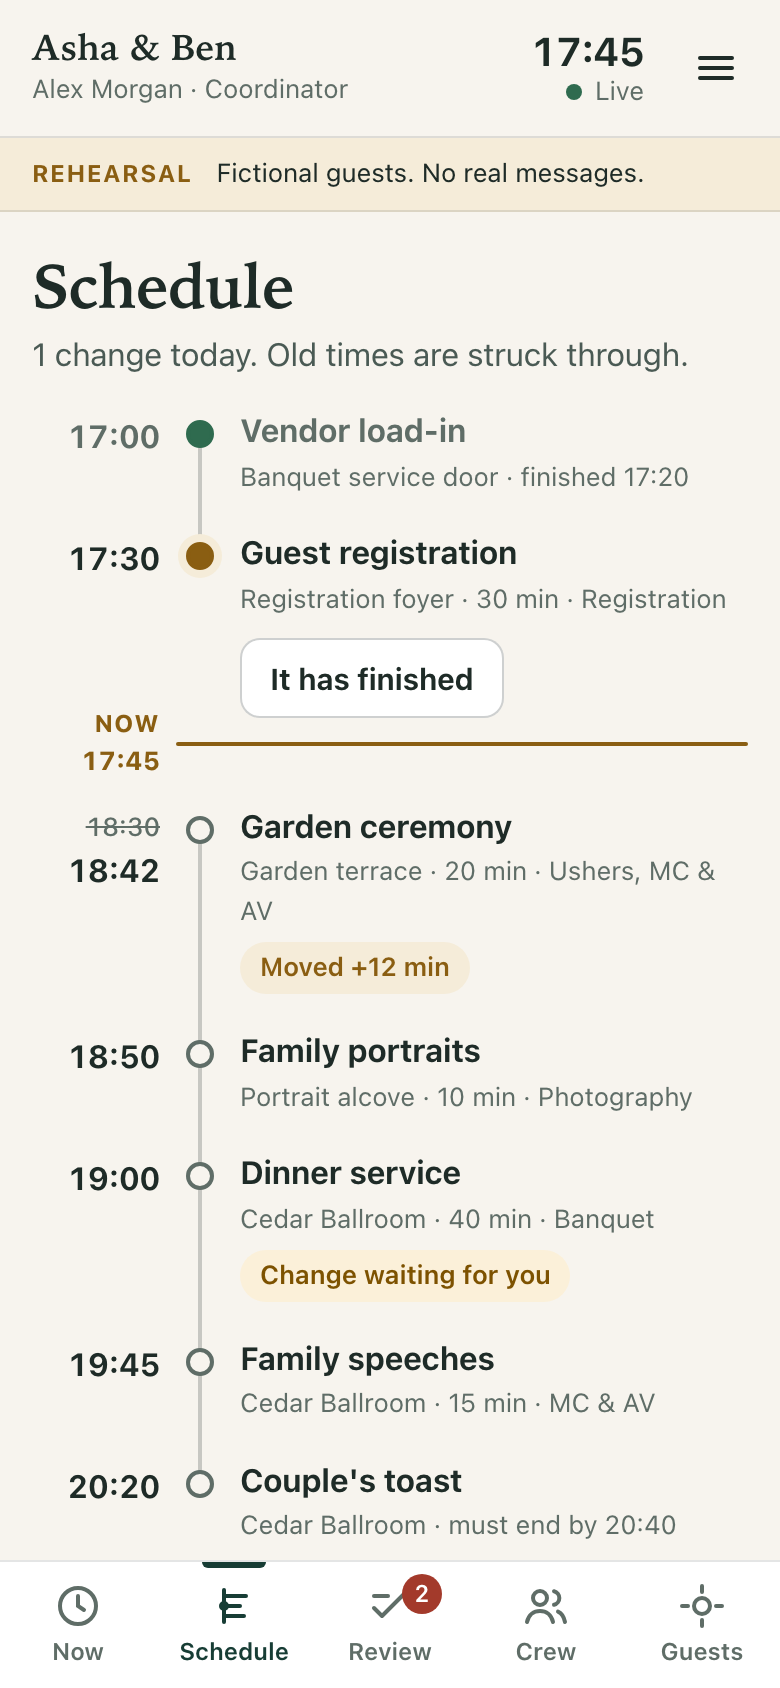 Asha & Ben
17:45
Alex Morgan · Coordinator
Live
REHEARSAL Fictional guests. No real messages.
Schedule
1 change today. Old times are struck through.
17:00 Vendor load-in
Banquet service door · finished 17:20
17:30 Guest registration
Registration foyer · 30 min · Registration
It has finished
NOW
17:45
18:30 Garden ceremony
18:42 Garden terrace · 20 min · Ushers, MC &
AV
Moved +12 min
18:50 Family portraits
Portrait alcove · 10 min · Photography
19:00 Dinner service
Cedar Ballroom · 40 min · Banquet
Change waiting for you
19:45 Family speeches
Cedar Ballroom · 15 min · MC & AV
20:20 Couple's toast
Cedar Ballroom · must end by 20:40
2
Now Schedule Review Crew Guests